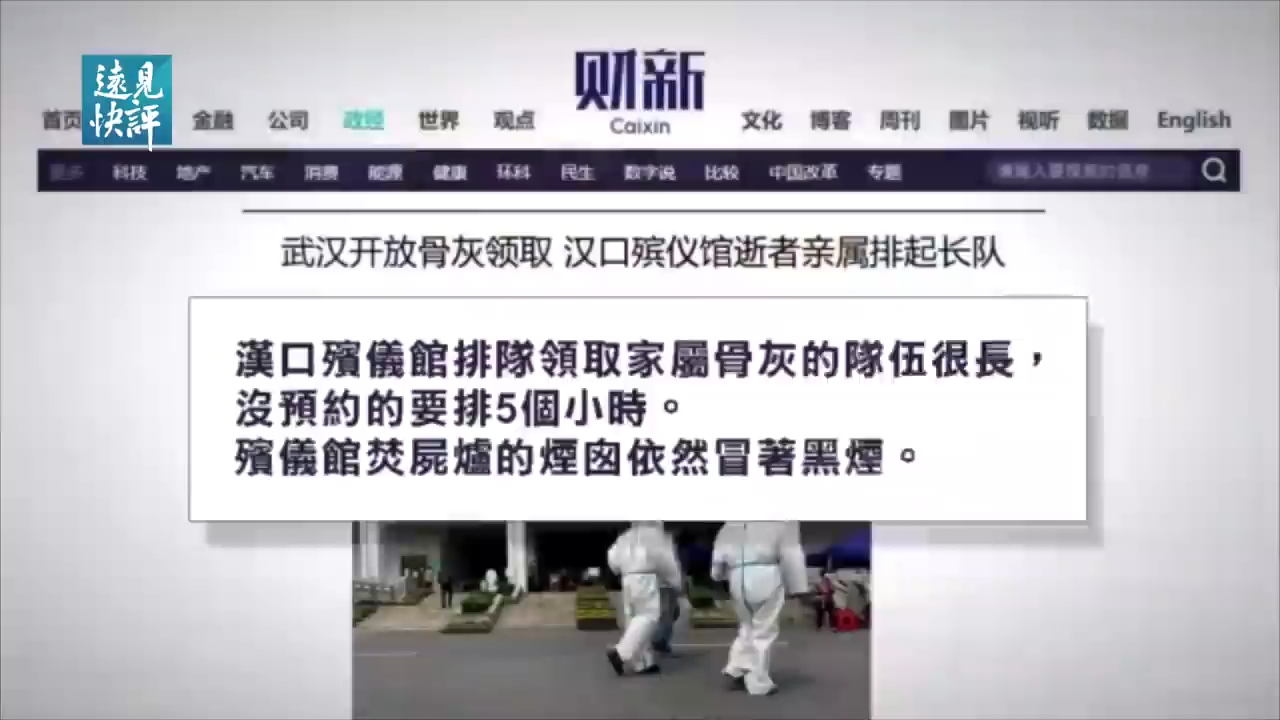 遠見
快評
财新
Caixin
首页 金融 公司 政经 世界 观点 文化 博客 周刊 图片 视听 数据 English
科技 地产 汽车 消费 能源 健康 环科 民生 数字说 比较 中国改革 专题
武汉开放骨灰领取 汉口殡仪馆逝者亲属排起长队
漢口殯儀館排隊領取家屬骨灰的隊伍很長，
沒預約的要排5個小時。
殯儀館焚屍爐的煙囪依然冒著黑煙。